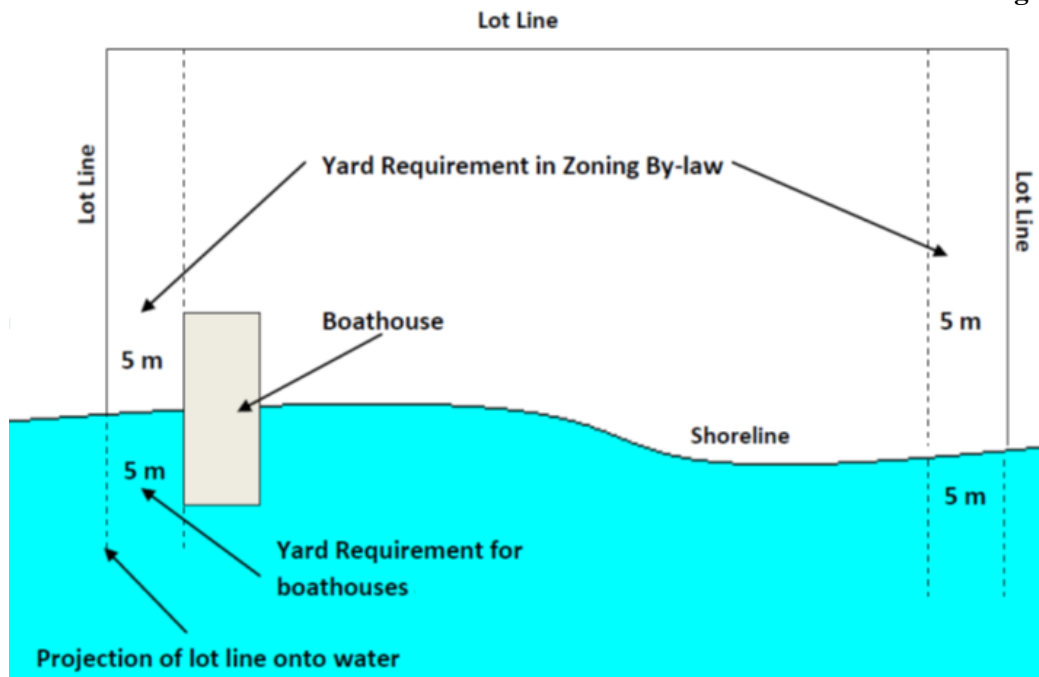 Lot Line
Yard Requirement in Zoning By-law
Lot Line
Lot Line
Boathouse
5 m
5 m
Shoreline
5 m
5 m
Yard Requirement for
boathouses
Projection of lot line onto water